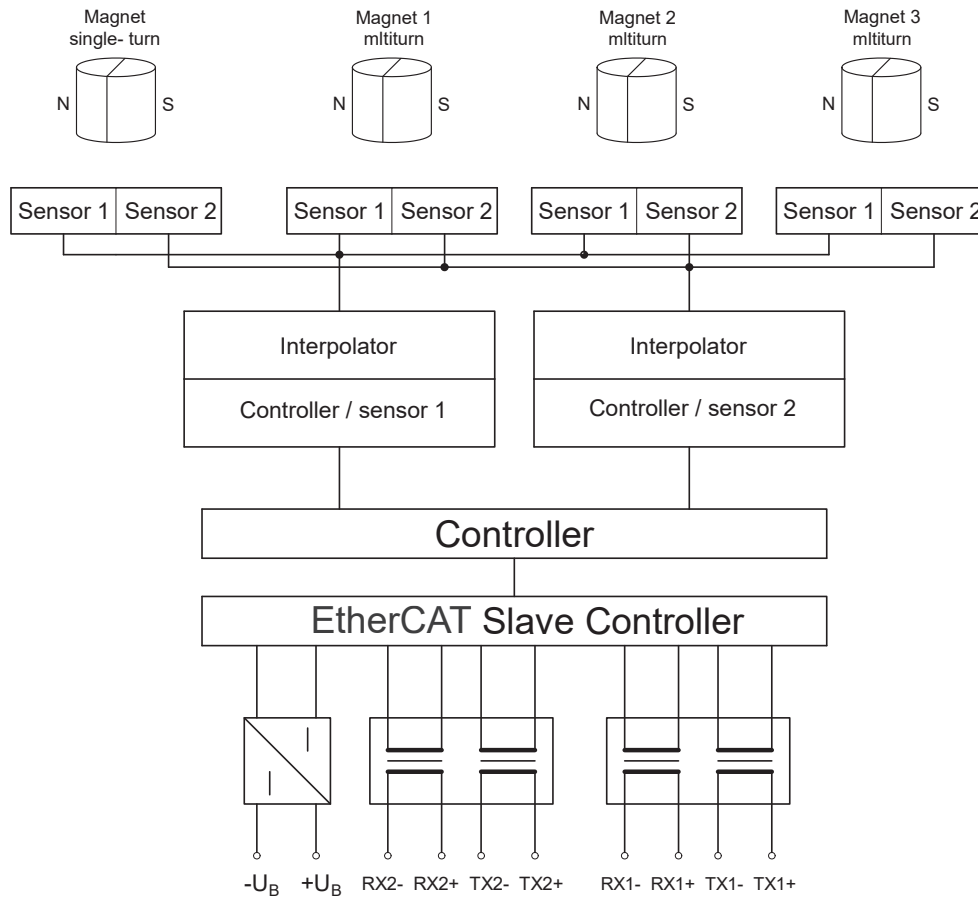 Magnet
single- turn
Magnet 1
mltiturn
Magnet 2
mltiturn
Magnet 3
mltiturn
N S N S N S N S
Sensor 1 Sensor 2 Sensor 1 Sensor 2 Sensor 1 Sensor 2 Sensor 1 Sensor 2
Interpolator Interpolator
Controller / sensor 1 Controller / sensor 2
Controller
EtherCAT Slave Controller
-UB +UB RX2- RX2+ TX2- TX2+ RX1- RX1+ TX1- TX1+